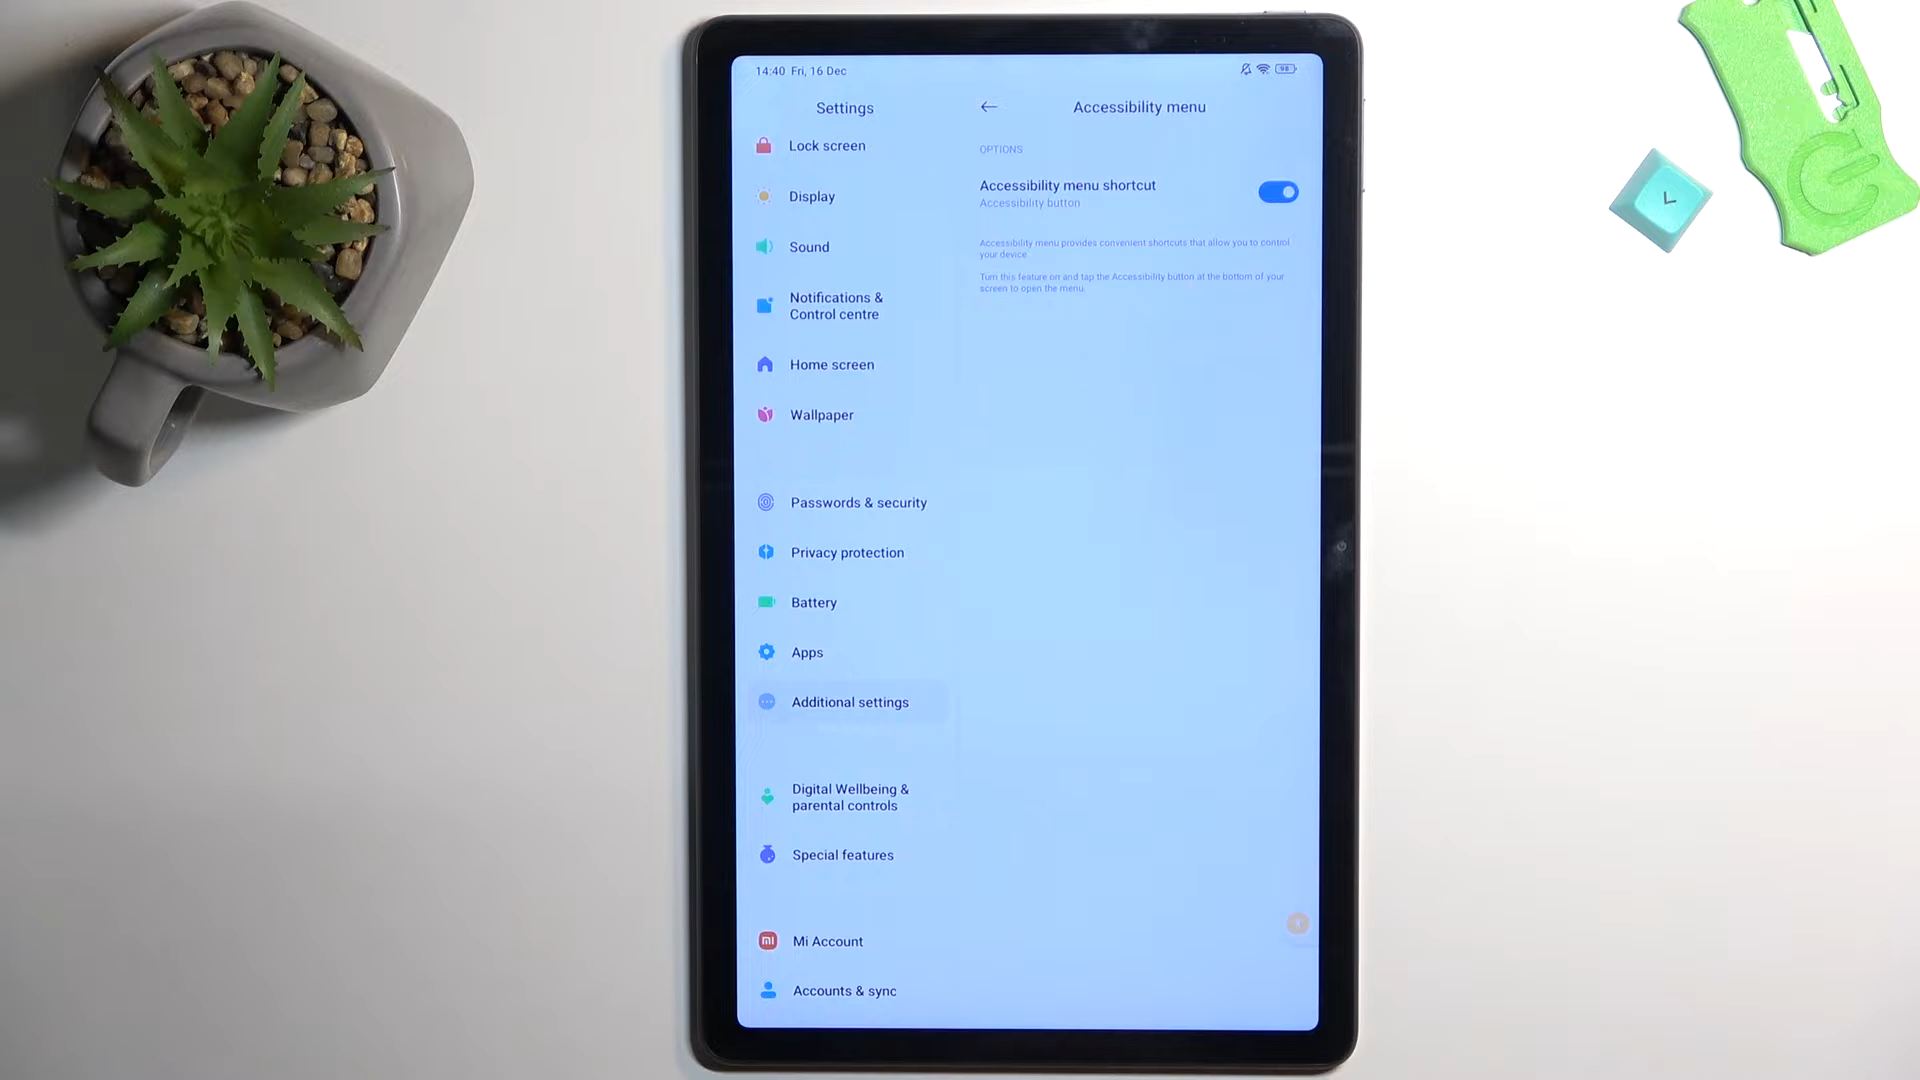 14:40 Fri, 16 Dec
98
Settings
Lock screen
Display
Sound
Notifications &
Control centre
Home screen
Wallpaper
Passwords & security
Privacy protection
Battery
Apps
Additional settings
Digital Wellbeing &
parental controls
Special features
mi Mi Account
Accounts & sync
Accessibility menu
OPTIONS
Accessibility menu shortcut
Accessibility button
Accessibility menu provides convenient shortcuts that allow you to control
your device
Turn this feature on and tap the Accessibility button at the bottom of your
screen to open the menu.